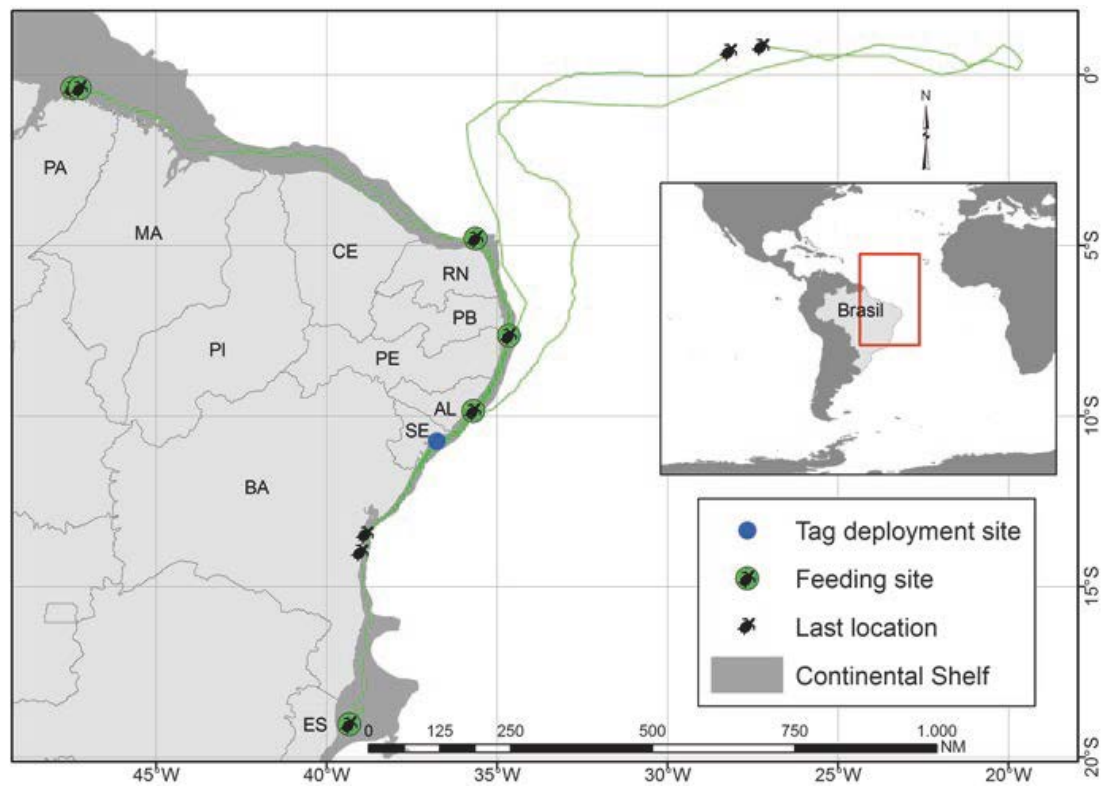 0°
N
PA
MA
CE
RN
5°S
Brasil
PB
PI
PE
AL
10°S
SE
BA
Tag deployment site
Feeding site
15°S
Last location
Continental Shelf
ES
0 125 250 500 750 1.000
NM
20°S
45°W 40°W 35°W 30°W 25°W 20°W